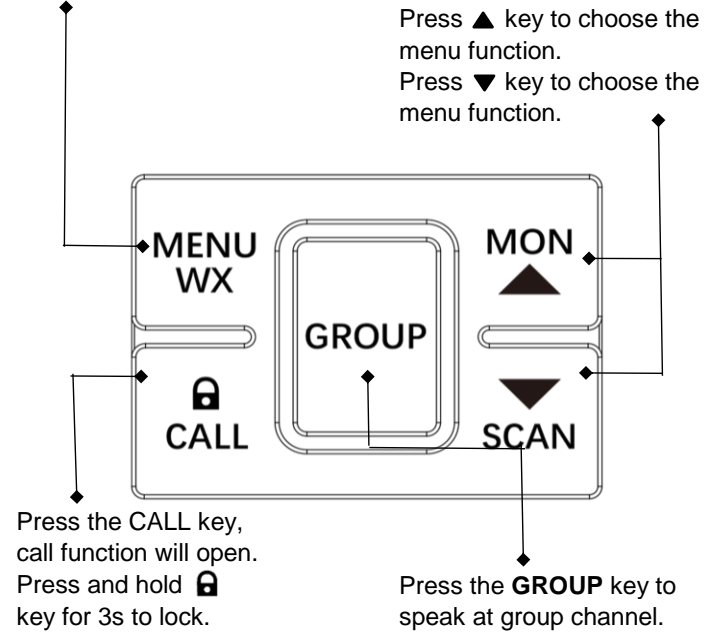 Press ▲ key to choose the
menu function.
Press ▼ key to choose the
menu function.
MENU
WX
GROUP
MON
CALL
SCAN
Press the CALL key,
call function will open.
Press and hold
key for 3s to lock.
Press the GROUP key to
speak at group channel.